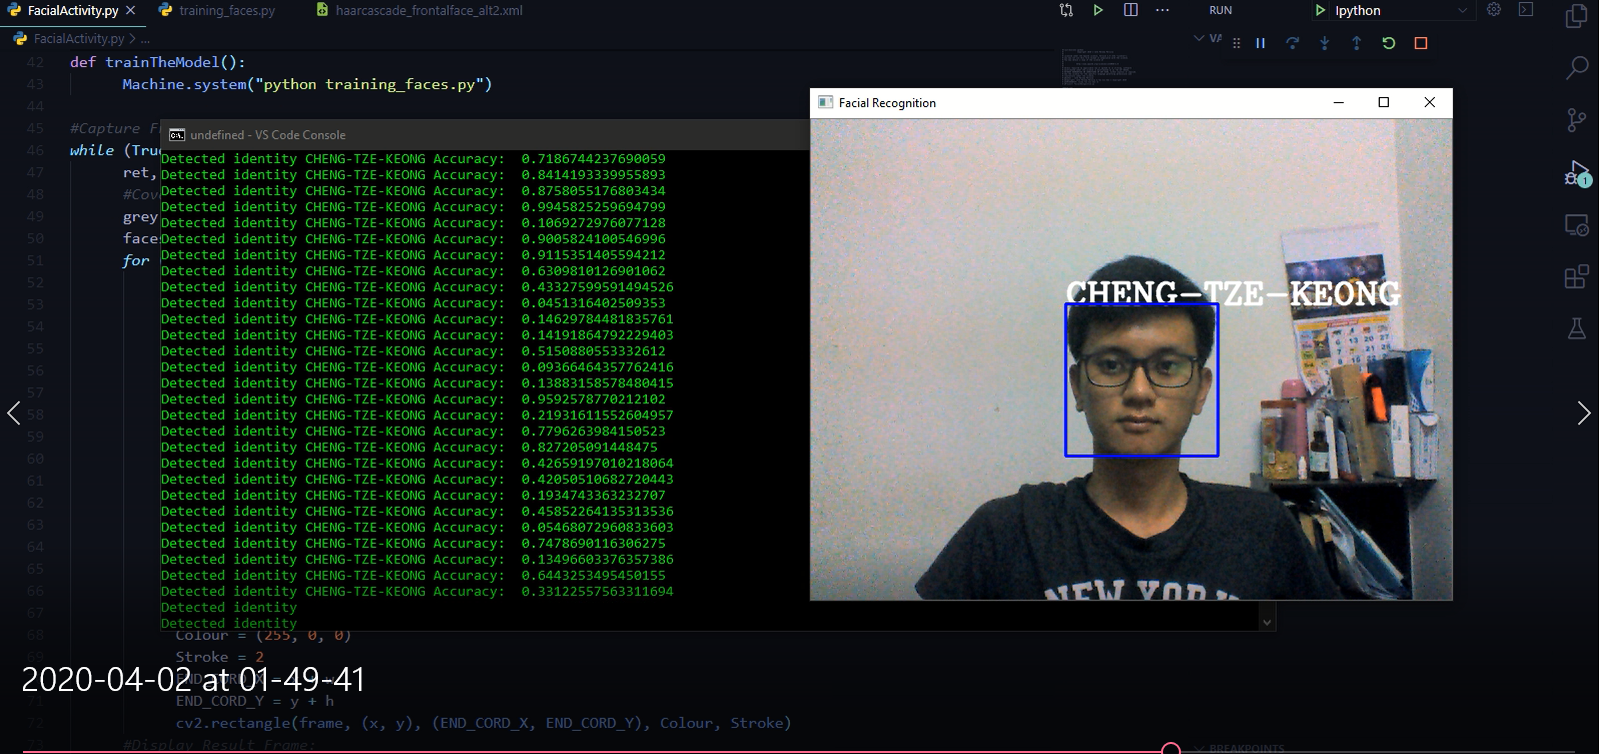 FacialActivity.py
training_faces.py
haarcascade_frontalface_alt2.xml
RUN
Ipython
FacialActivity.py > ...
VA
42 def trainTheModel():
43 Machine.system("python training_faces.py")
44
45 #Capture F
46 while (Tru
47 ret,
48 #Cov
49 grey
50 face
51 for
52
53
54
55
56
57
58
59
60
61
62
63
64
65
66
67
68 Colour = (255, 0, 0)
69 Stroke = 2
END_CORD_X =
71 END_CORD_Y = y + h
72 cv2.rectangle(frame, (x, y), (END_CORD_X, END_CORD_Y), Colour, Stroke)
73 #Display Result Frame:
undefined - VS Code Console
Detected identity CHENG-TZE-KEONG Accuracy: 0.7186744237690059
Detected identity CHENG-TZE-KEONG Accuracy: 0.8414193339955893
Detected identity CHENG-TZE-KEONG Accuracy: 0.8758055176803434
Detected identity CHENG-TZE-KEONG Accuracy: 0.9945825259694799
Detected identity CHENG-TZE-KEONG Accuracy: 0.1069272976077128
Detected identity CHENG-TZE-KEONG Accuracy: 0.9005824100546996
Detected identity CHENG-TZE-KEONG Accuracy: 0.9115351405594212
Detected identity CHENG-TZE-KEONG Accuracy: 0.6309810126901062
Detected identity CHENG-TZE-KEONG Accuracy: 0.43327599591494526
Detected identity CHENG-TZE-KEONG Accuracy: 0.0451316402509353
Detected identity CHENG-TZE-KEONG Accuracy: 0.14629784481835761
Detected identity CHENG-TZE-KEONG Accuracy: 0.14191864792229403
Detected identity CHENG-TZE-KEONG Accuracy: 0.5150880553332612
Detected identity CHENG-TZE-KEONG Accuracy: 0.09366464357762416
Detected identity CHENG-TZE-KEONG Accuracy: 0.13883158578480415
Detected identity CHENG-TZE-KEONG Accuracy: 0.9592578770212102
Detected identity CHENG-TZE-KEONG Accuracy: 0.21931611552604957
Detected identity CHENG-TZE-KEONG Accuracy: 0.7796263984150523
Detected identity CHENG-TZE-KEONG Accuracy: 0.827205091448475
Detected identity CHENG-TZE-KEONG Accuracy: 0.42659197010218064
Detected identity CHENG-TZE-KEONG Accuracy: 0.42050510682720443
Detected identity CHENG-TZE-KEONG Accuracy: 0.1934743363232707
Detected identity CHENG-TZE-KEONG Accuracy: 0.45852264135313536
Detected identity CHENG-TZE-KEONG Accuracy: 0.05468072960833603
Detected identity CHENG-TZE-KEONG Accuracy: 0.7478690116306275
Detected identity CHENG-TZE-KEONG Accuracy: 0.13496603376357386
Detected identity CHENG-TZE-KEONG Accuracy: 0.6443253495450155
Detected identity CHENG-TZE-KEONG Accuracy: 0.33122557563311694
Detected identity
Detected identity
Facial Recognition
CHENG-TZE-KEONG
NEW YORK
1
2020-04-02 at 01-49-41
BREAKPOINTS